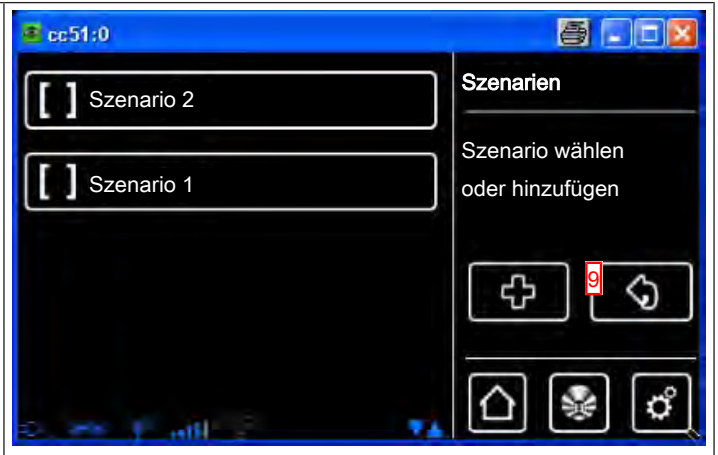 cc51:0
Szenario 2
Szenario 1
Szenarien
Szenario wählen
oder hinzufügen
9